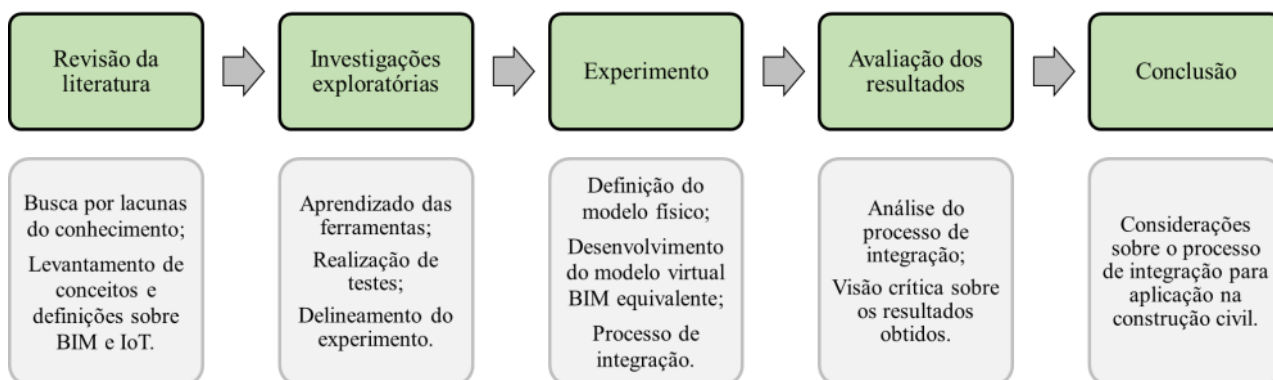 Revisão da
literatura
Investigações
exploratórias
Experimento
Avaliação dos
resultados
Conclusão
Busca por lacunas
do conhecimento;
Levantamento de
conceitos e
definições sobre
BIM e IoT.
Aprendizado das
ferramentas;
Realização de
testes;
Delineamento do
experimento.
Definição do
modelo físico;
Desenvolvimento
do modelo virtual
BIM equivalente;
Processo de
integração.
Análise do
processo de
integração;
Visão crítica sobre
os resultados
obtidos.
Considerações
sobre o processo
de integração para
aplicação na
construção civil.